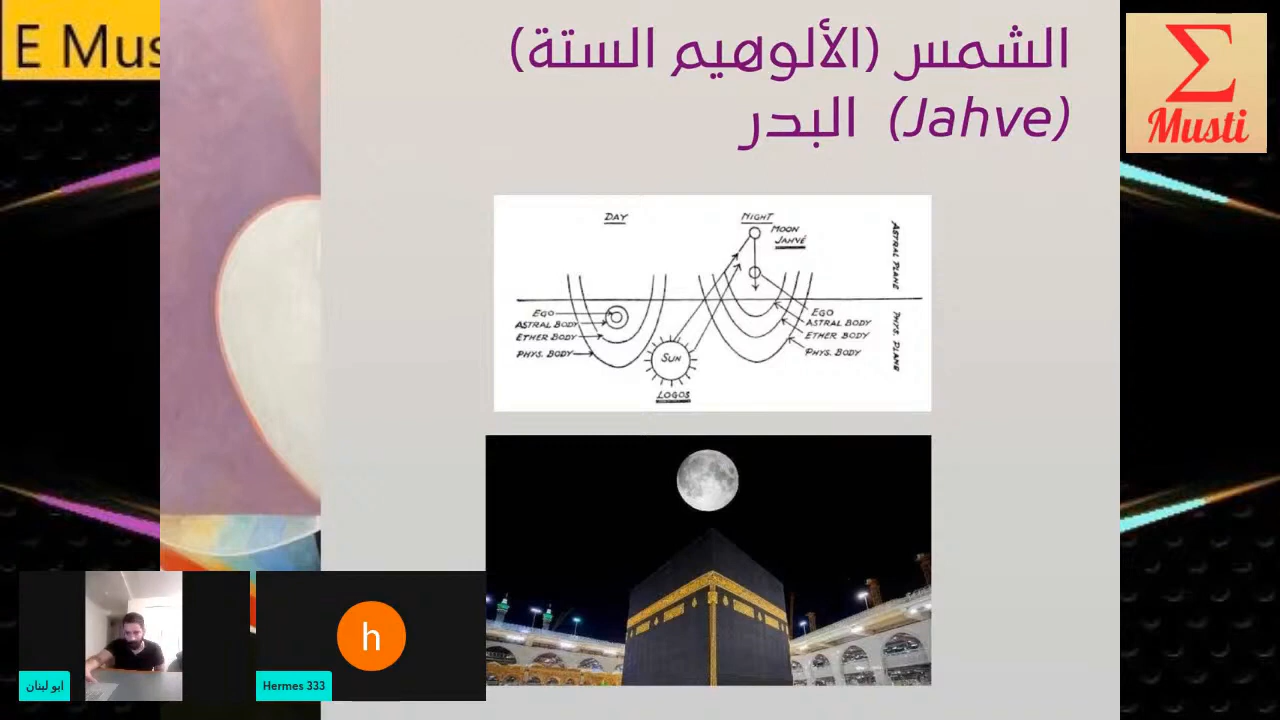 E Mus
الشمس (الألوهيم الستة)
(Jahve) البدر
Σ
Musti
DAY
NIGHT
MOON
JAHVÉ
ASTRAL PLANE
EGO
ASTRAL BODY
ETHER BODY
PHYS. BODY
SUN
LOGOS
EGO
ASTRAL BODY
ETHER BODY
PHYS. BODY
PHYS. PLANE
h
ابو لبنان
Hermes 333